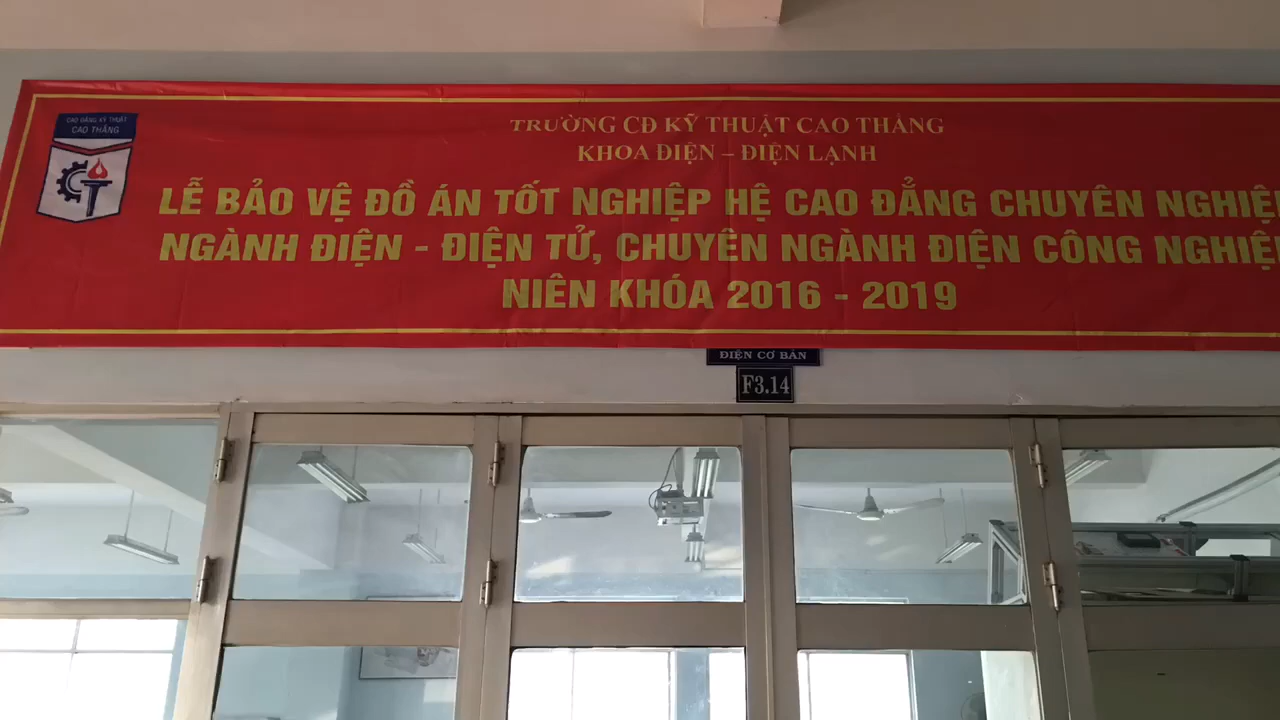 CAO ĐẲNG KỸ THUẬT
CAO THẮNG
TRƯỜNG CĐ KỸ THUẬT CAO THẮNG
KHOA ĐIỆN – ĐIỆN LẠNH
LỄ BẢO VỆ ĐỒ ÁN TỐT NGHIỆP HỆ CAO ĐẲNG CHUYÊN NGHIỆ
NGÀNH ĐIỆN - ĐIỆN TỬ, CHUYÊN NGÀNH ĐIỆN CÔNG NGHIỆ
NIÊN KHÓA 2016 - 2019
ĐIỆN CƠ BẢN
F3.14